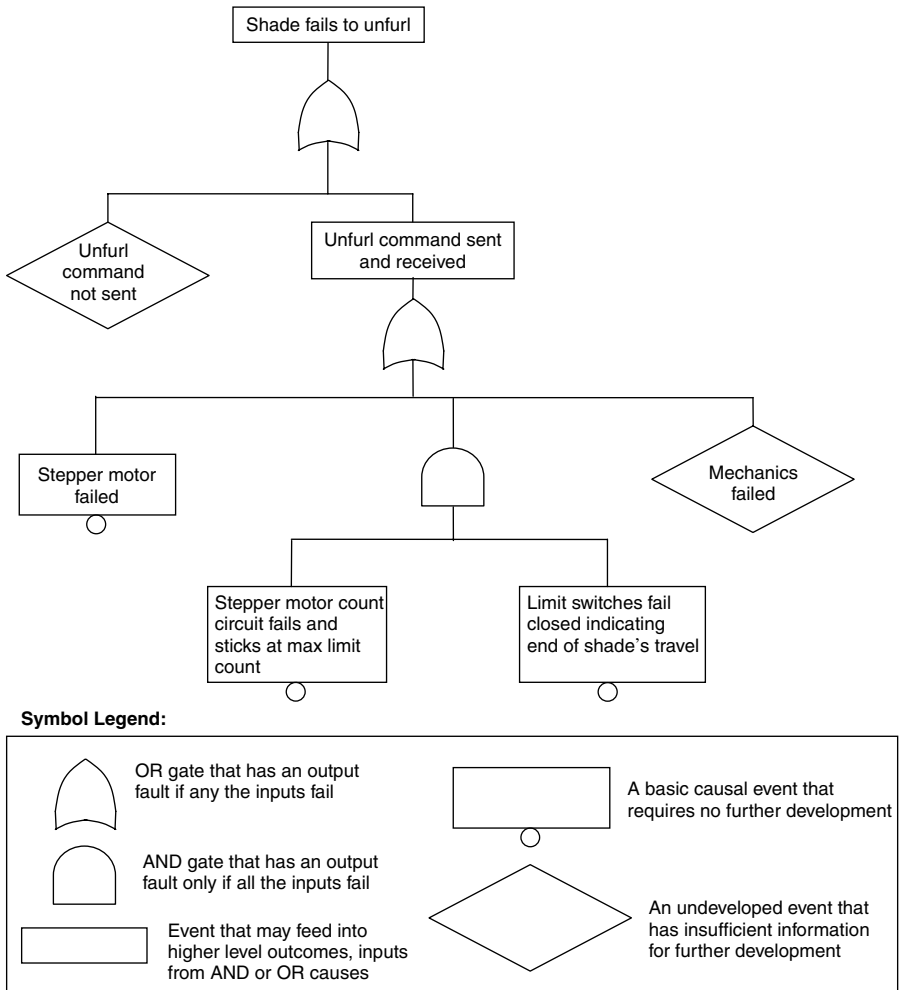 Shade fails to unfurl
Unfurl
command
not sent
Unfurl command sent
and received
Stepper motor
failed
Mechanics
failed
Stepper motor count
circuit fails and
sticks at max limit
count
Limit switches fail
closed indicating
end of shade's travel
Symbol Legend:
OR gate that has an output
fault if any the inputs fail
AND gate that has an output
fault only if all the inputs fail
Event that may feed into
higher level outcomes, inputs
from AND or OR causes
A basic causal event that
requires no further development
An undeveloped event that
has insufficient information
for further development